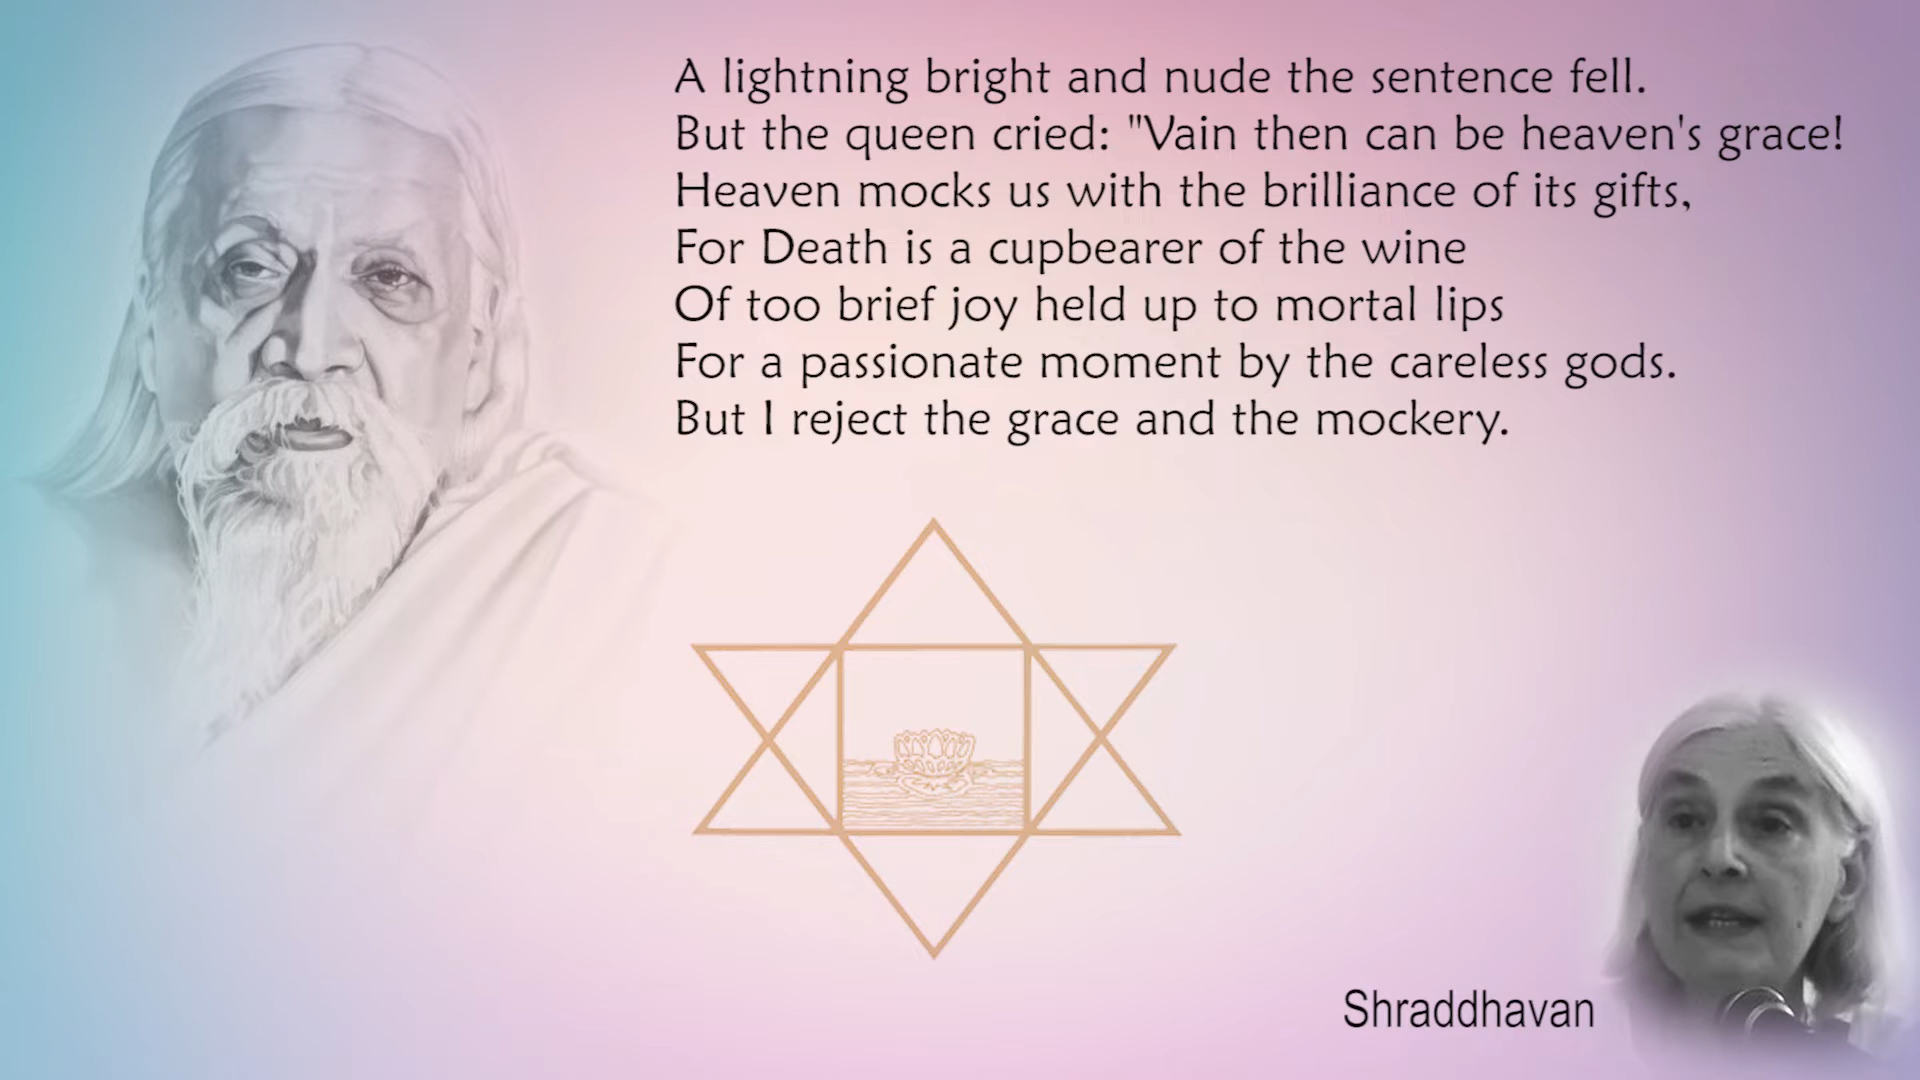 A lightning bright and nude the sentence fell.
But the queen cried: "Vain then can be heaven's grace!
Heaven mocks us with the brilliance of its gifts,
For Death is a cupbearer of the wine
Of too brief joy held up to mortal lips
For a passionate moment by the careless gods.
But I reject the grace and the mockery.
Shraddhavan